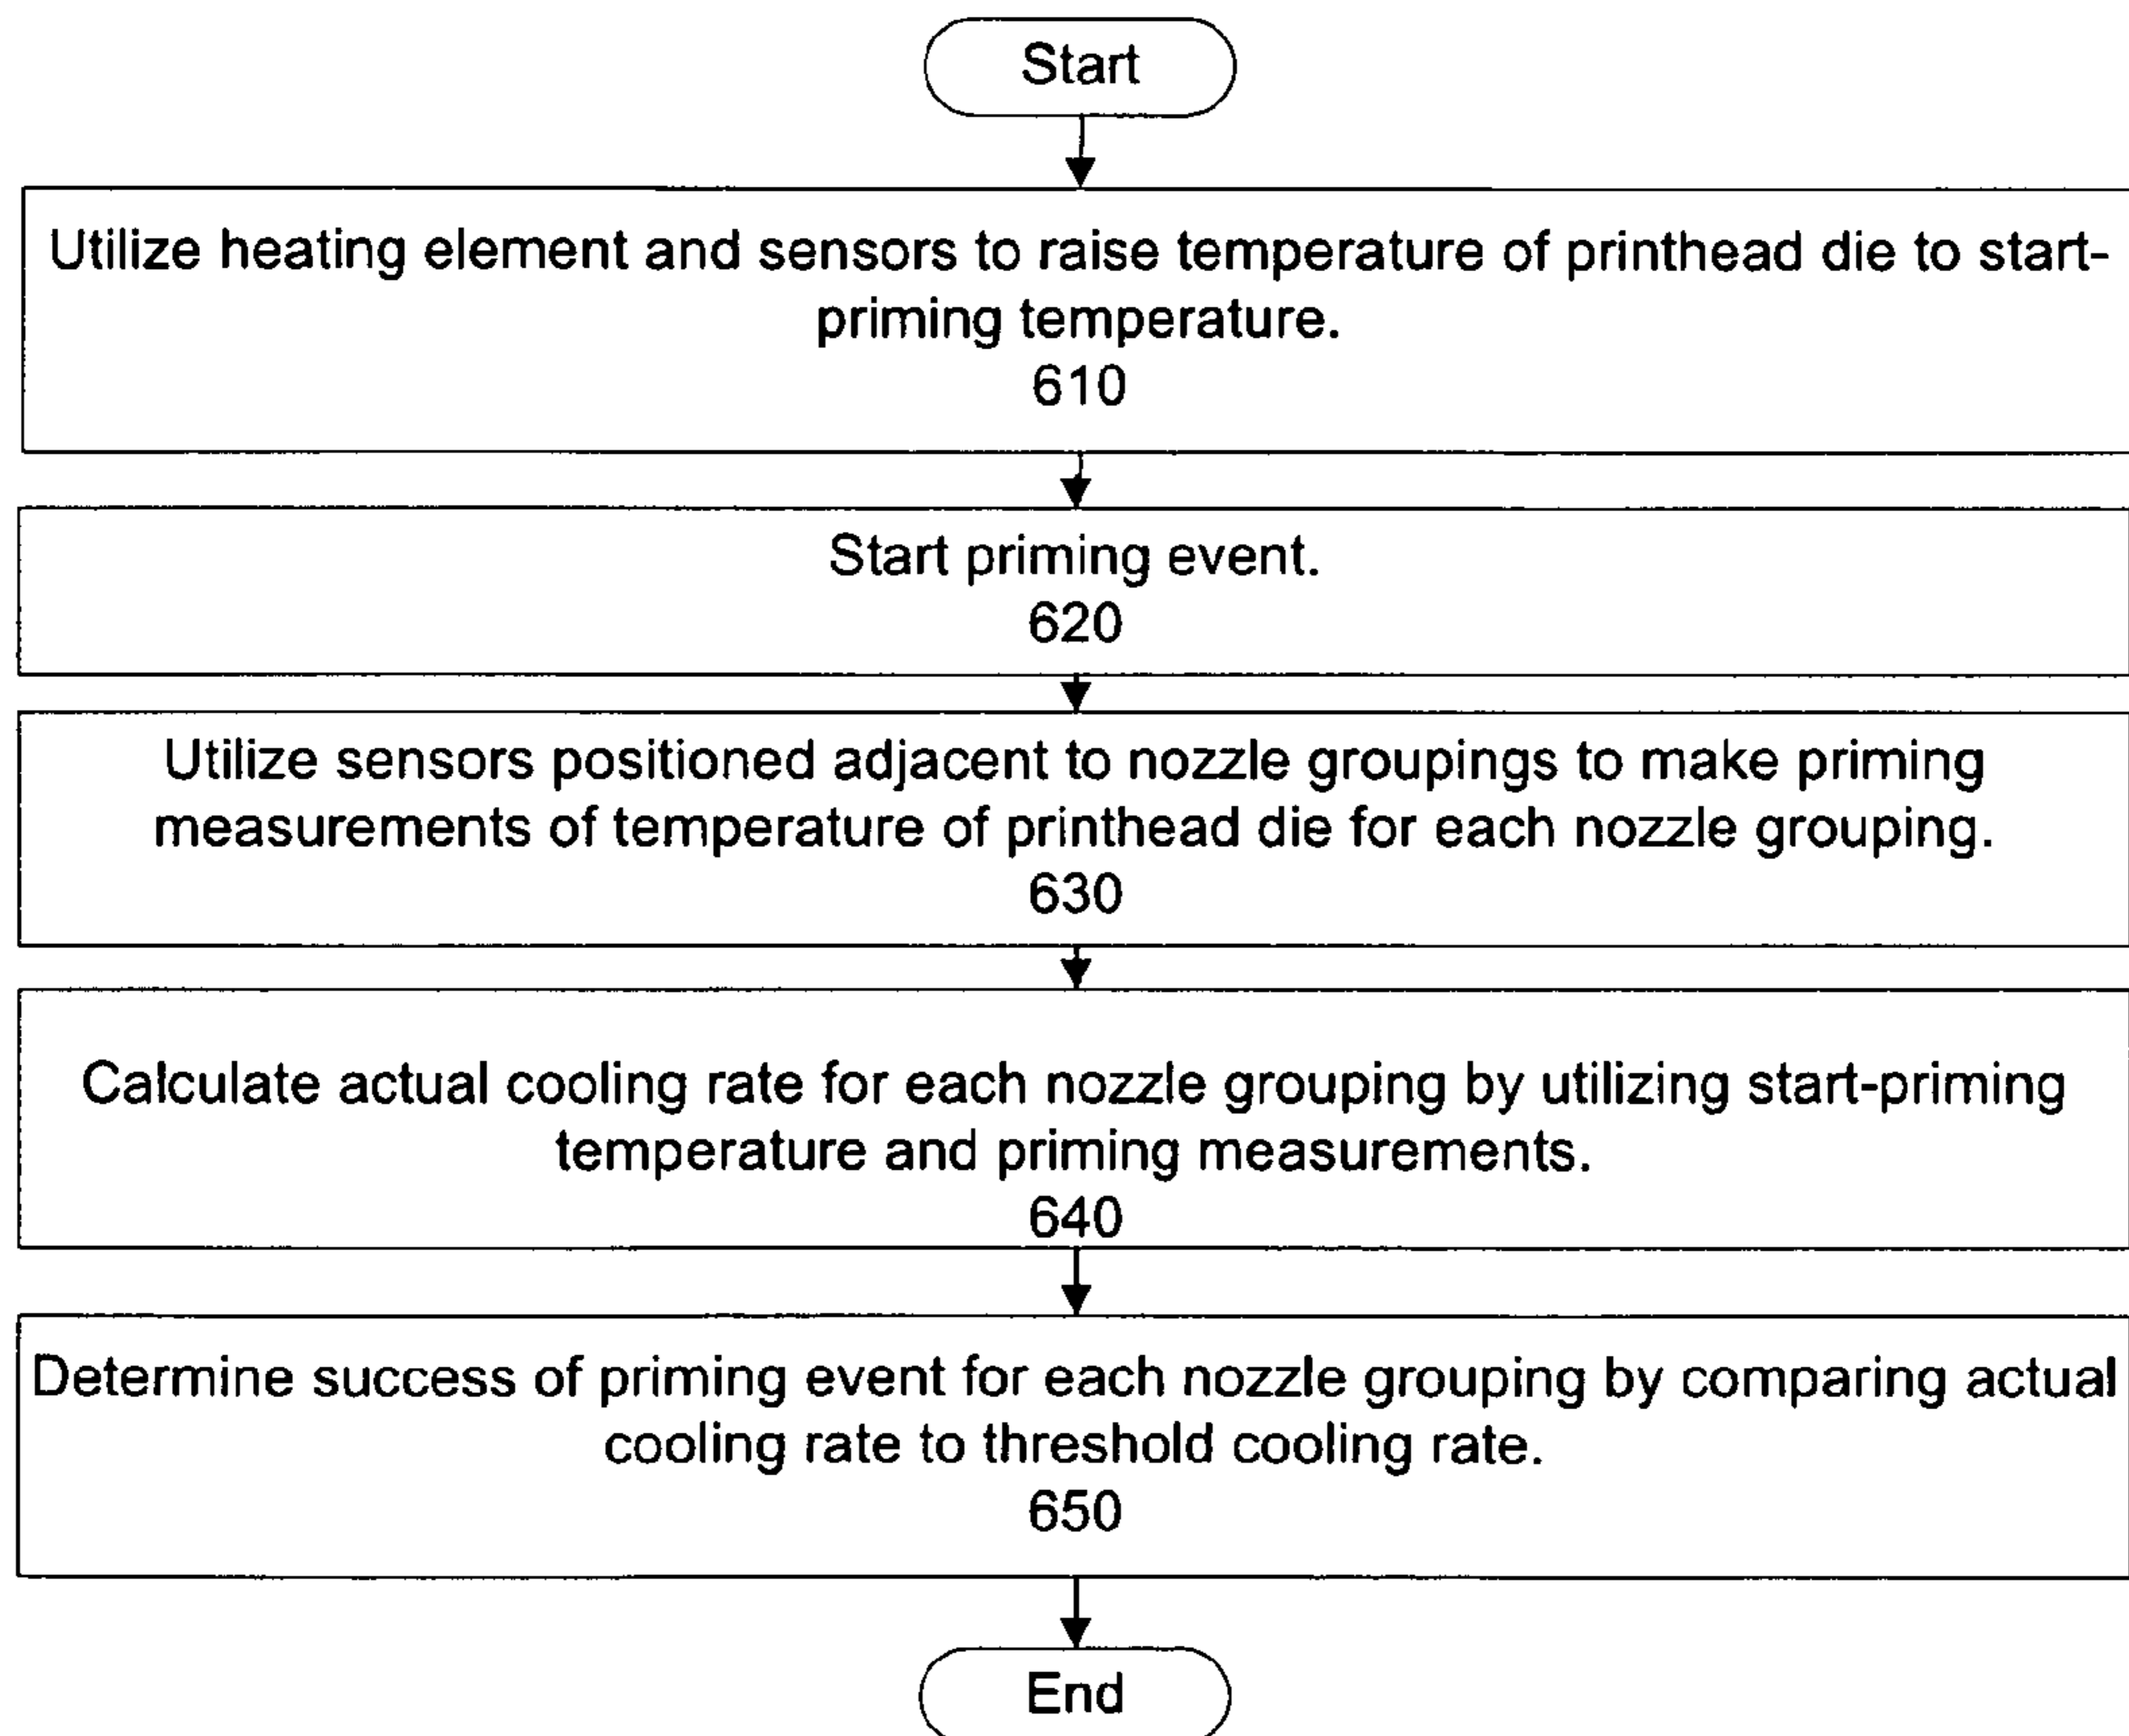 Start
Utilize heating element and sensors to raise temperature of printhead die to start-
priming temperature.
610
Start priming event.
620
Utilize sensors positioned adjacent to nozzle groupings to make priming
measurements of temperature of printhead die for each nozzle grouping.
630
Calculate actual cooling rate for each nozzle grouping by utilizing start-priming
temperature and priming measurements.
640
Determine success of priming event for each nozzle grouping by comparing actual
cooling rate to threshold cooling rate.
650
End